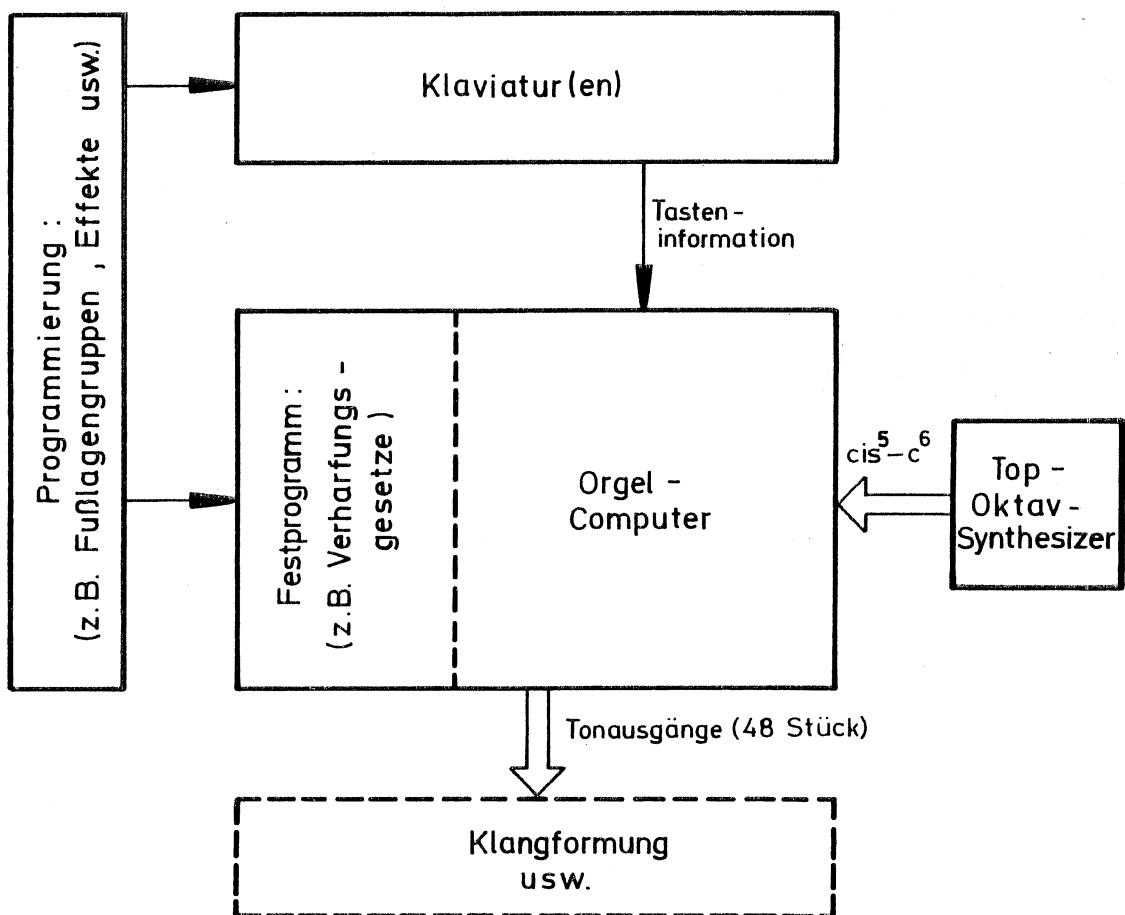 Programmierung :
(z.B. Fußlagengruppen , Effekte usw.)
Klaviatur (en)
Tasten -
information
Festprogramm :
(z.B. Verharfungs -
gesetze )
Orgel -
Computer
cis⁵–c⁶
Top -
Oktav -
Synthesizer
Tonausgänge (48 Stück)
Klangformung
usw.